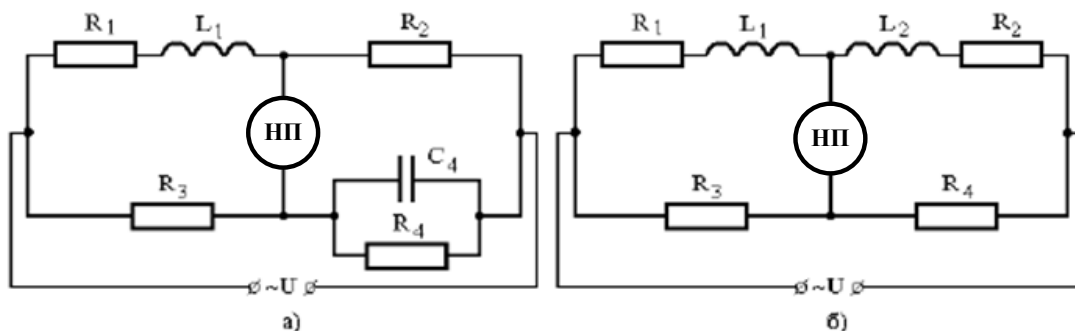 R1 L1 R2
R1 L1 L2 R2
НП
НП
C4
R3
R4
R3 R4
ø ~U ø
ø ~U ø
а)
б)